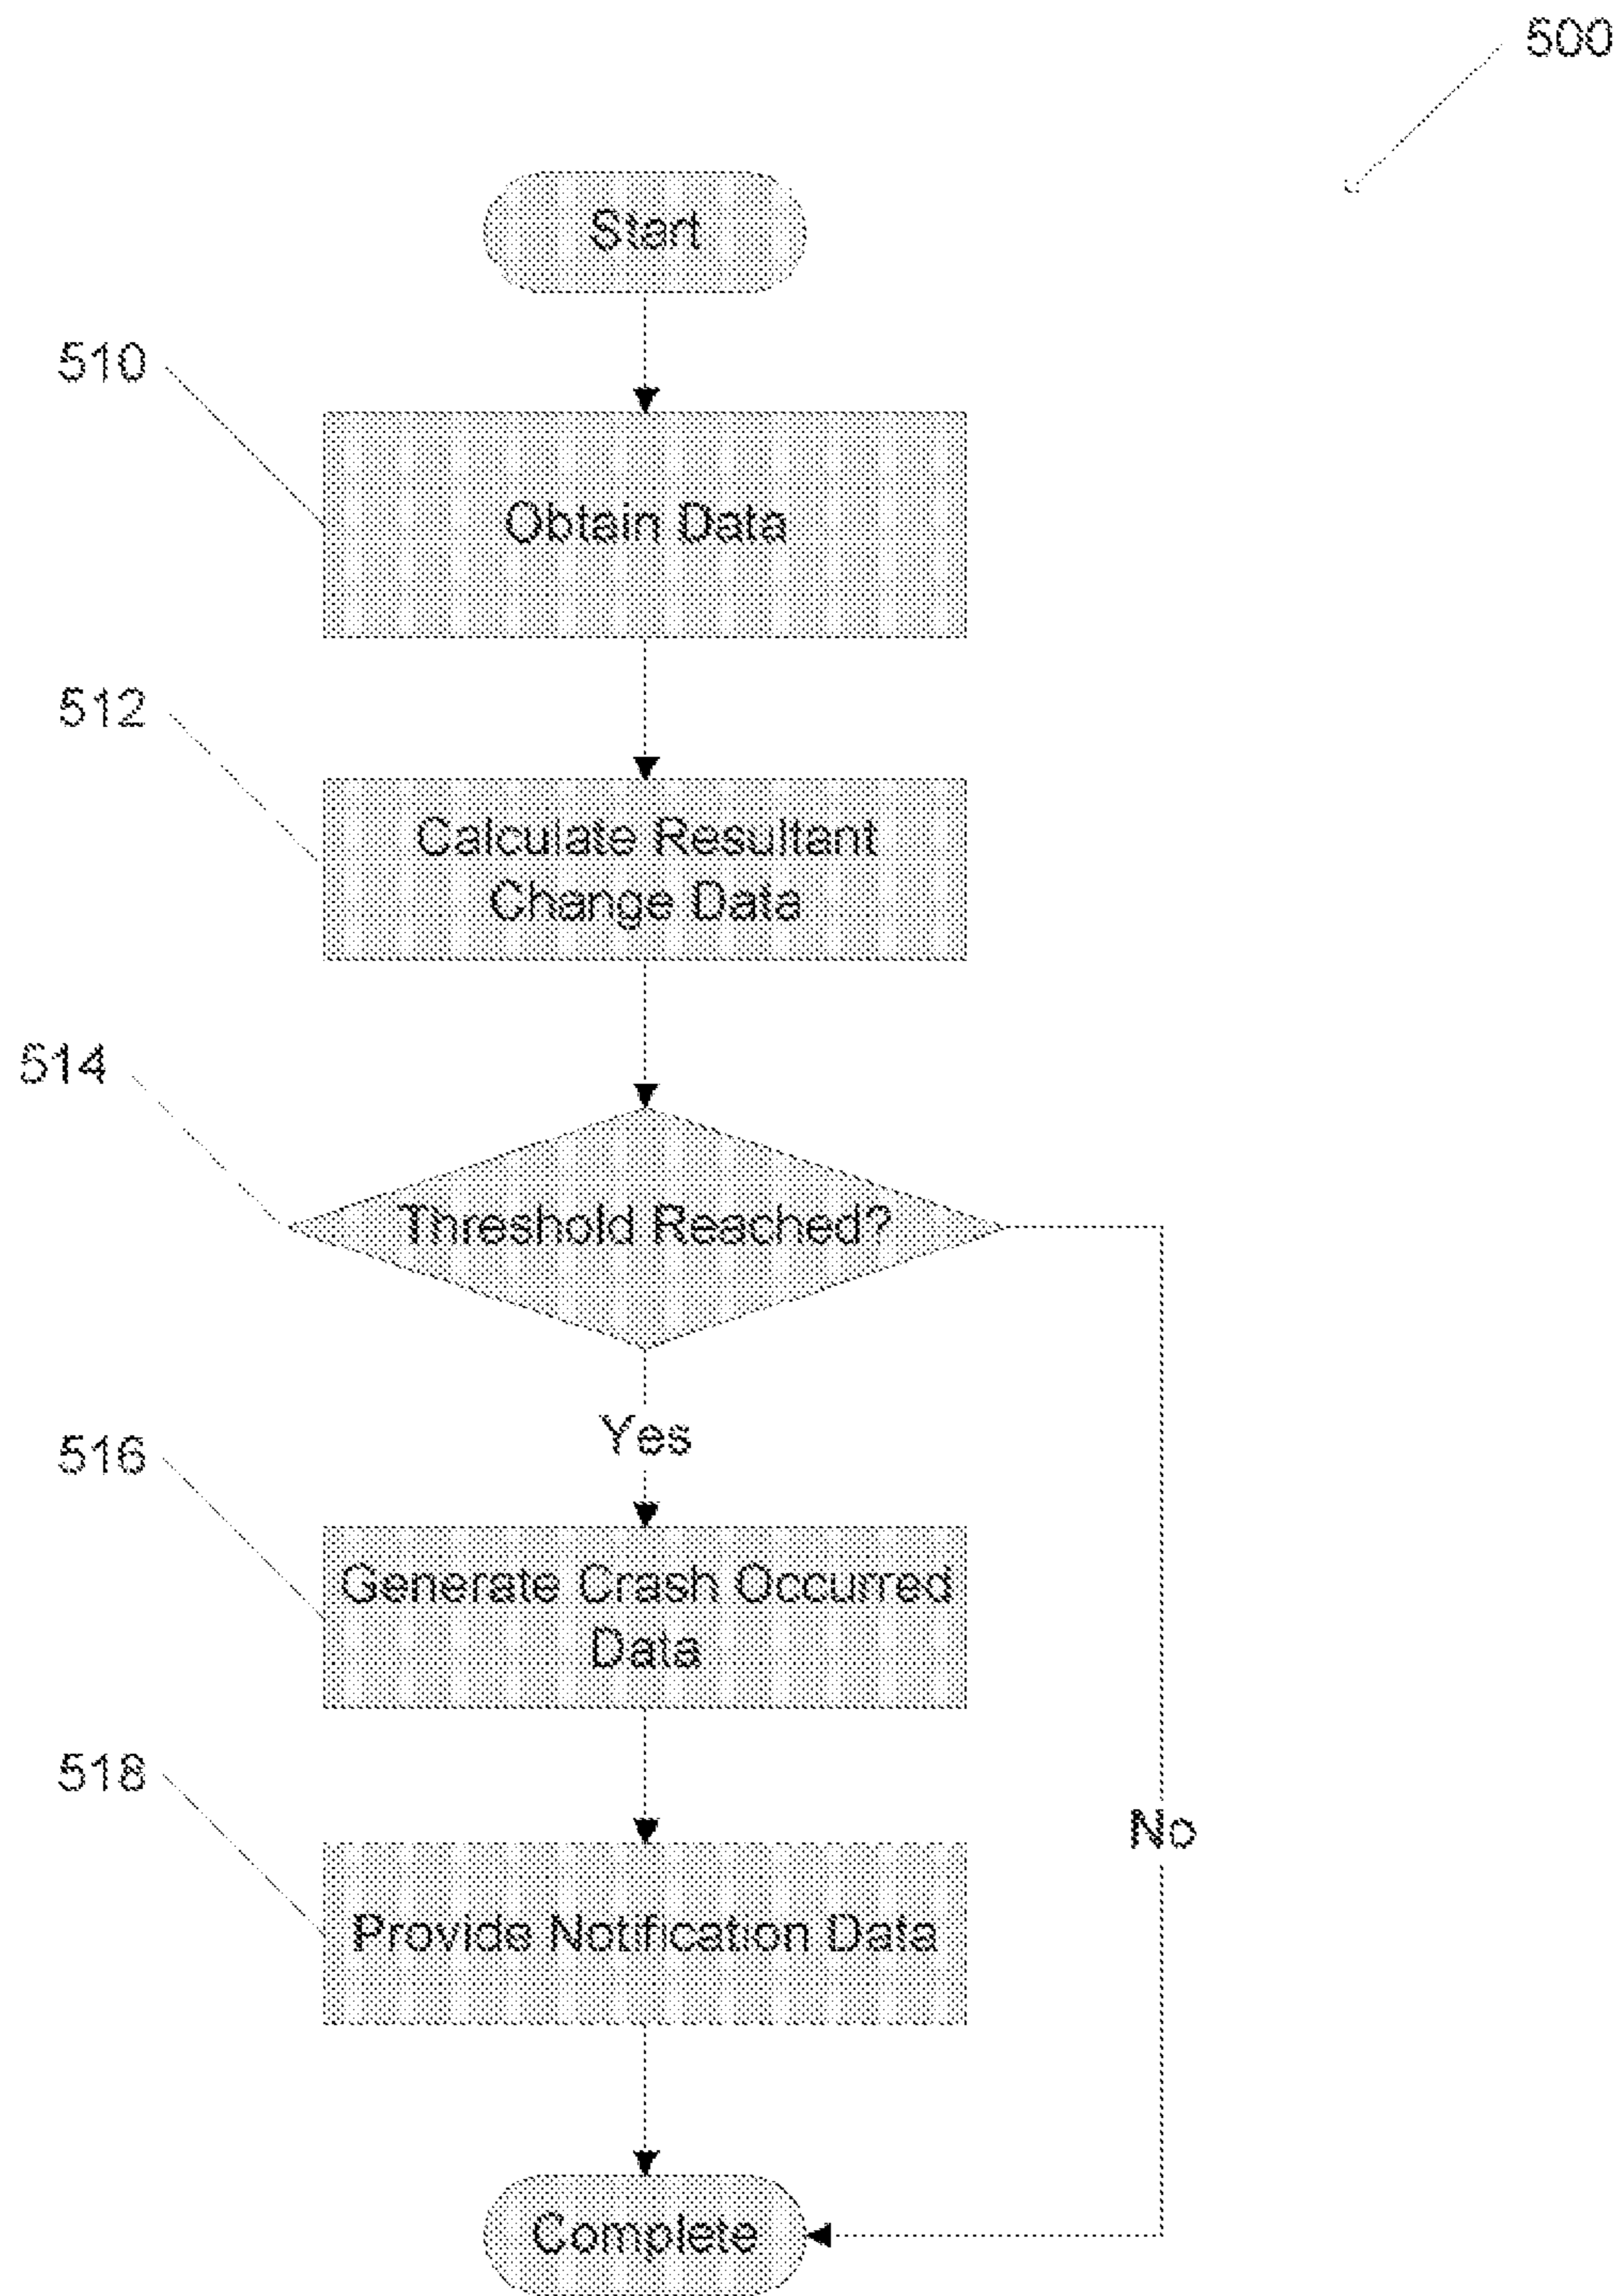 500
Start
510
Obtain Data
512
Calculate Resultant
Change Data
514
Threshold Reached?
Yes
516
Generate Crash Occurred
Data
518
No
Provide Notification Data
Complete